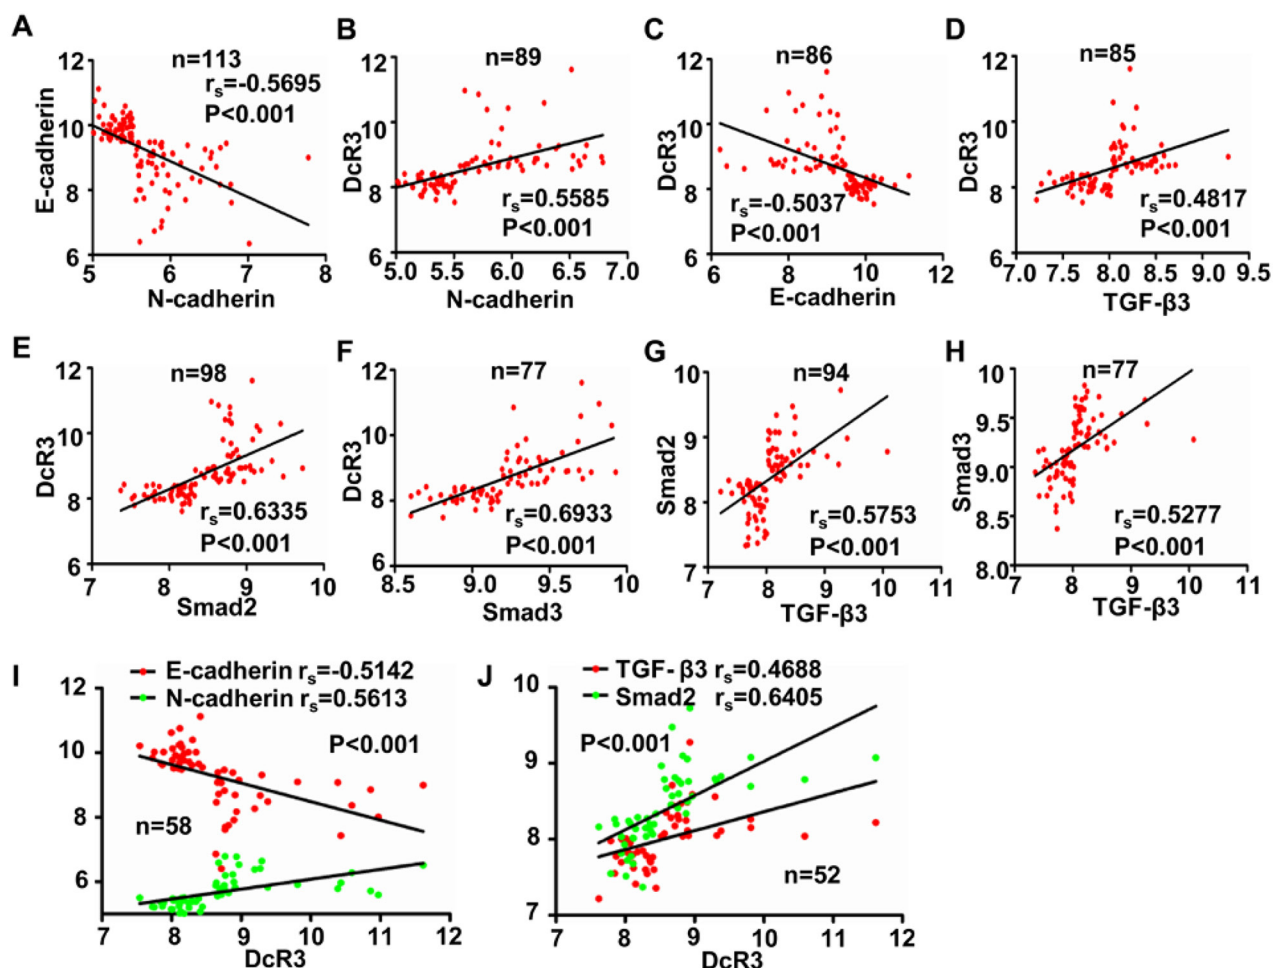 A
n=113
rs=-0.5695
P<0.001
E-cadherin
12
10
8
6
5 6 7 8
N-cadherin
B
n=89
DcR3
12
10
8
6
rs=0.5585
P<0.001
5.0 5.5 6.0 6.5 7.0
N-cadherin
C
n=86
DcR3
12
10
8
6
rs=-0.5037
P<0.001
6 8 10 12
E-cadherin
D
n=85
DcR3
12
10
8
6
rs=0.4817
P<0.001
7.0 7.5 8.0 8.5 9.0 9.5
TGF-β3
E
n=98
DcR3
12
10
8
6
rs=0.6335
P<0.001
7 8 9 10
Smad2
F
n=77
DcR3
12
10
8
6
rs=0.6933
P<0.001
8.5 9.0 9.5 10
Smad3
G
n=94
Smad2
10
9
8
7
rs=0.5753
P<0.001
7 8 9 10 11
TGF-β3
H
n=77
Smad3
10
9.5
9.0
8.5
8.0
rs=0.5277
P<0.001
7 8 9 10 11
TGF-β3
I
E-cadherin rs=-0.5142
N-cadherin rs=0.5613
P<0.001
12
10
8
6
n=58
7 8 9 10 11 12
DcR3
J
TGF-β3 rs=0.4688
Smad2 rs=0.6405
P<0.001
10
9
8
7
n=52
7 8 9 10 11 12
DcR3